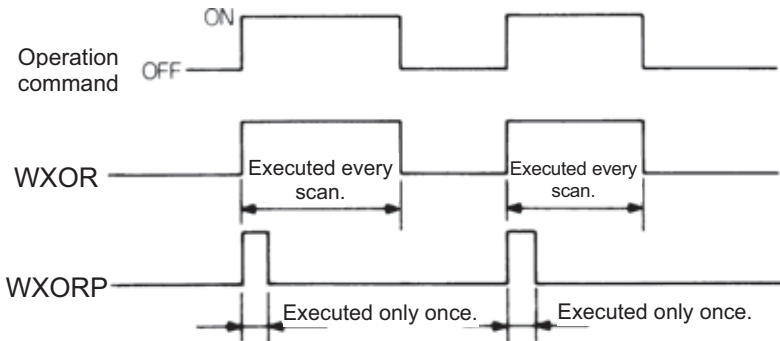 ON
Operation
command
OFF
WXOR
Executed every
scan.
Executed every
scan.
WXORP
Executed only once.
Executed only once.